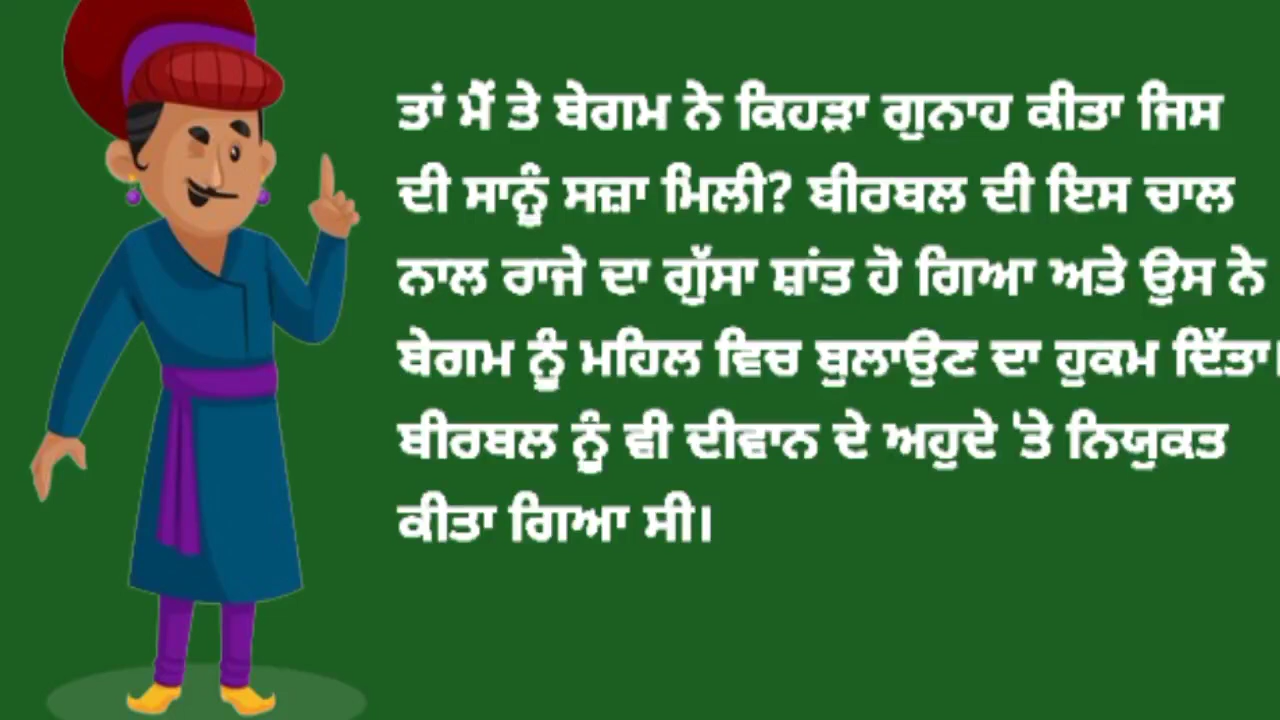 ਤਾਂ ਮੈਂ ਤੇ ਬੇਗਮ ਨੇ ਕਿਹੜਾ ਗੁਨਾਹ ਕੀਤਾ ਜਿਸ
ਦੀ ਸਾਨੂੰ ਸਜ਼ਾ ਮਿਲੀ? ਬੀਰਬਲ ਦੀ ਇਸ ਚਾਲ
ਨਾਲ ਰਾਜੇ ਦਾ ਗੁੱਸਾ ਸ਼ਾਂਤ ਹੋ ਗਿਆ ਅਤੇ ਉਸ ਨੇ
ਬੇਗਮ ਨੂੰ ਮਹਿਲ ਵਿਚ ਬੁਲਾਉਣ ਦਾ ਹੁਕਮ ਦਿੱਤਾ।
ਬੀਰਬਲ ਨੂੰ ਵੀ ਦੀਵਾਨ ਦੇ ਅਹੁਦੇ 'ਤੇ ਨਿਯੁਕਤ
ਕੀਤਾ ਗਿਆ ਸੀ।